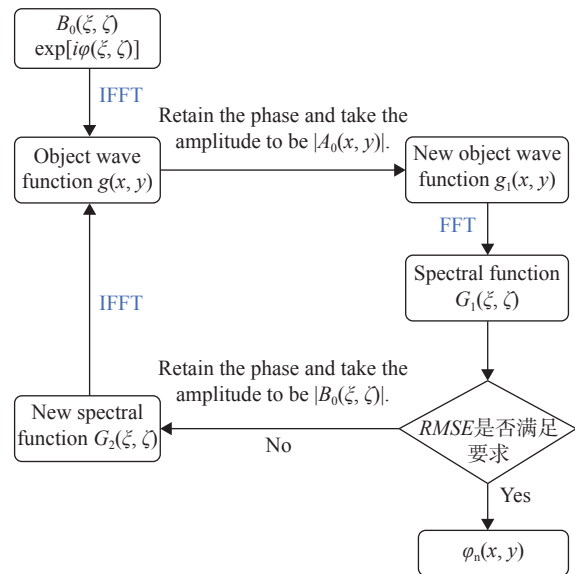 B₀(ξ, ζ)
exp[iφ(ξ, ζ)]
IFFT
Retain the phase and take the
amplitude to be |A₀(x, y)|.
Object wave
function g(x, y)
New object wave
function g₁(x, y)
FFT
Spectral function
G₁(ξ, ζ)
IFFT
Retain the phase and take the
amplitude to be |B₀(ξ, ζ)|.
New spectral
function G₂(ξ, ζ)
No
RMSE是否满足
要求
Yes
φₙ(x, y)